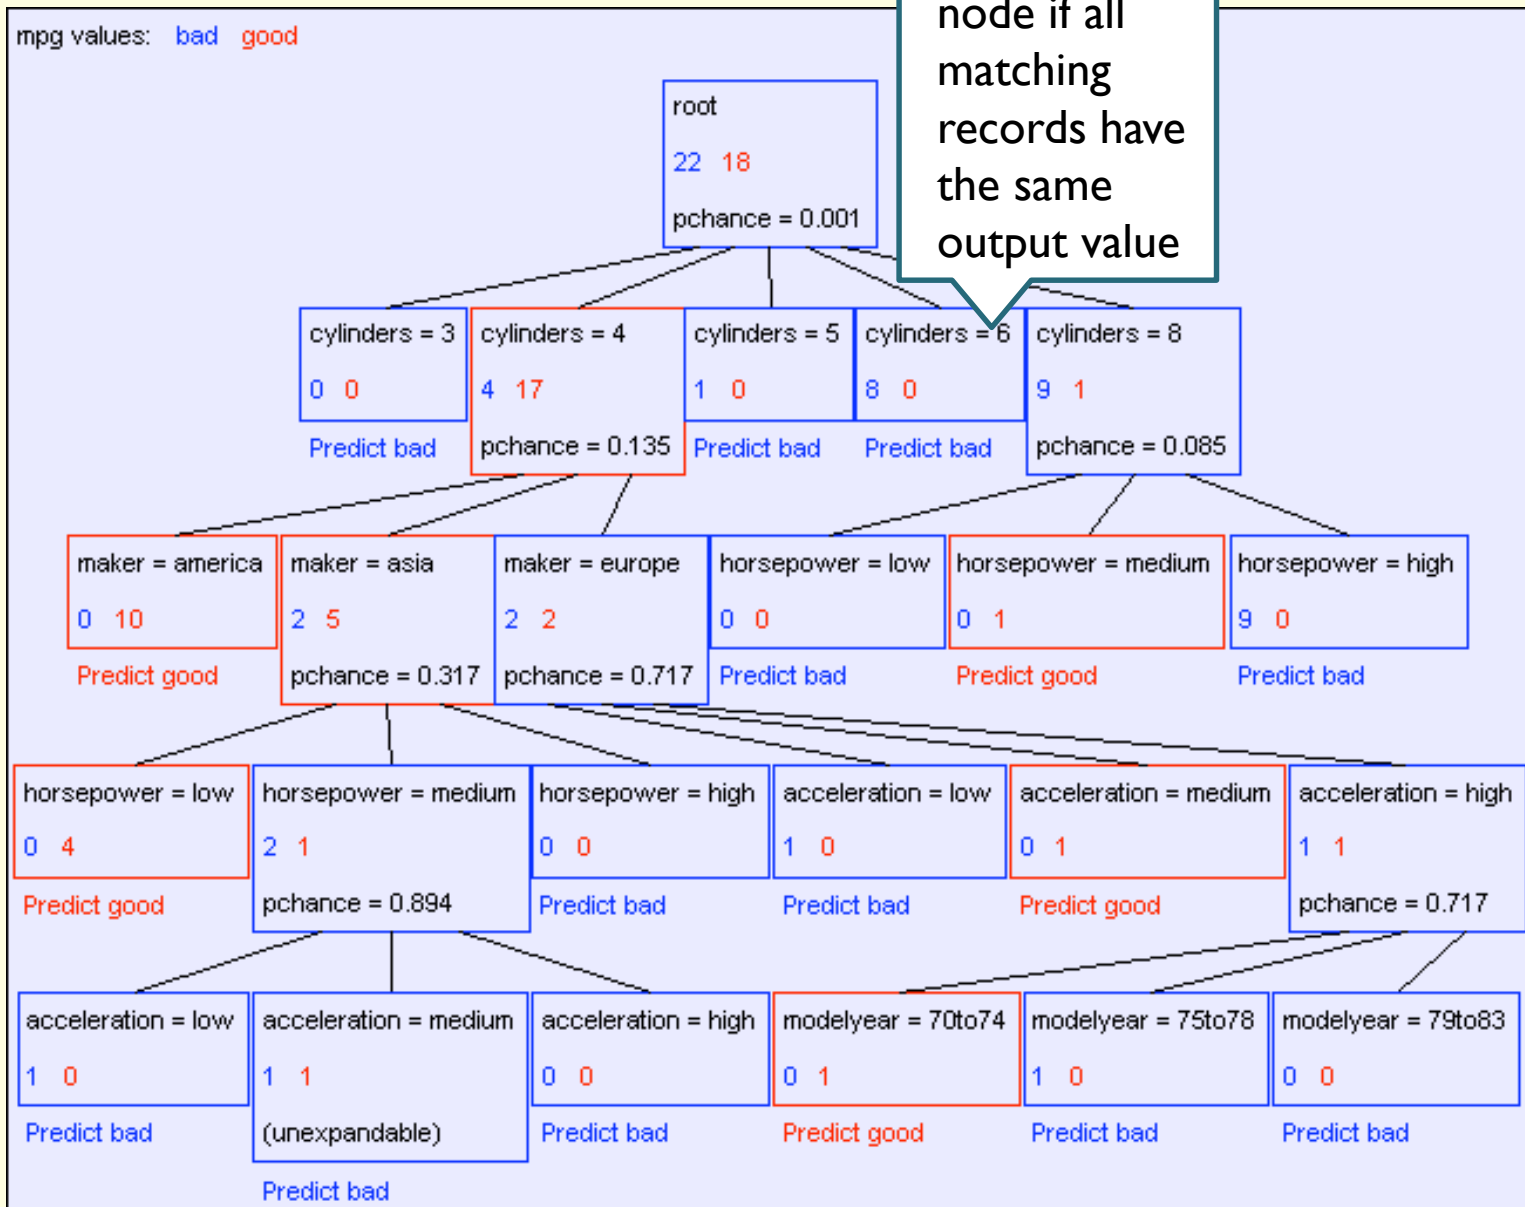 node if all
matching
records have
the same
output value
mpg values: bad good
root
22 18
pchance = 0.001
cylinders = 3
0 0
Predict bad
cylinders = 4
4 17
pchance = 0.135
cylinders = 5
1 0
Predict bad
cylinders = 6
8 0
Predict bad
cylinders = 8
9 1
pchance = 0.085
maker = america
0 10
Predict good
maker = asia
2 5
pchance = 0.317
maker = europe
2 2
pchance = 0.717
horsepower = low
0 0
Predict bad
horsepower = medium
0 1
Predict good
horsepower = high
9 0
Predict bad
horsepower = low
0 4
Predict good
horsepower = medium
2 1
pchance = 0.894
horsepower = high
0 0
Predict bad
acceleration = low
1 0
Predict bad
acceleration = medium
0 1
Predict good
acceleration = high
1 1
pchance = 0.717
acceleration = low
1 0
Predict bad
acceleration = medium
1 1
(unexpandable)
Predict bad
acceleration = high
0 0
Predict bad
modelyear = 70to74
0 1
Predict good
modelyear = 75to78
1 0
Predict bad
modelyear = 79to83
0 0
Predict bad